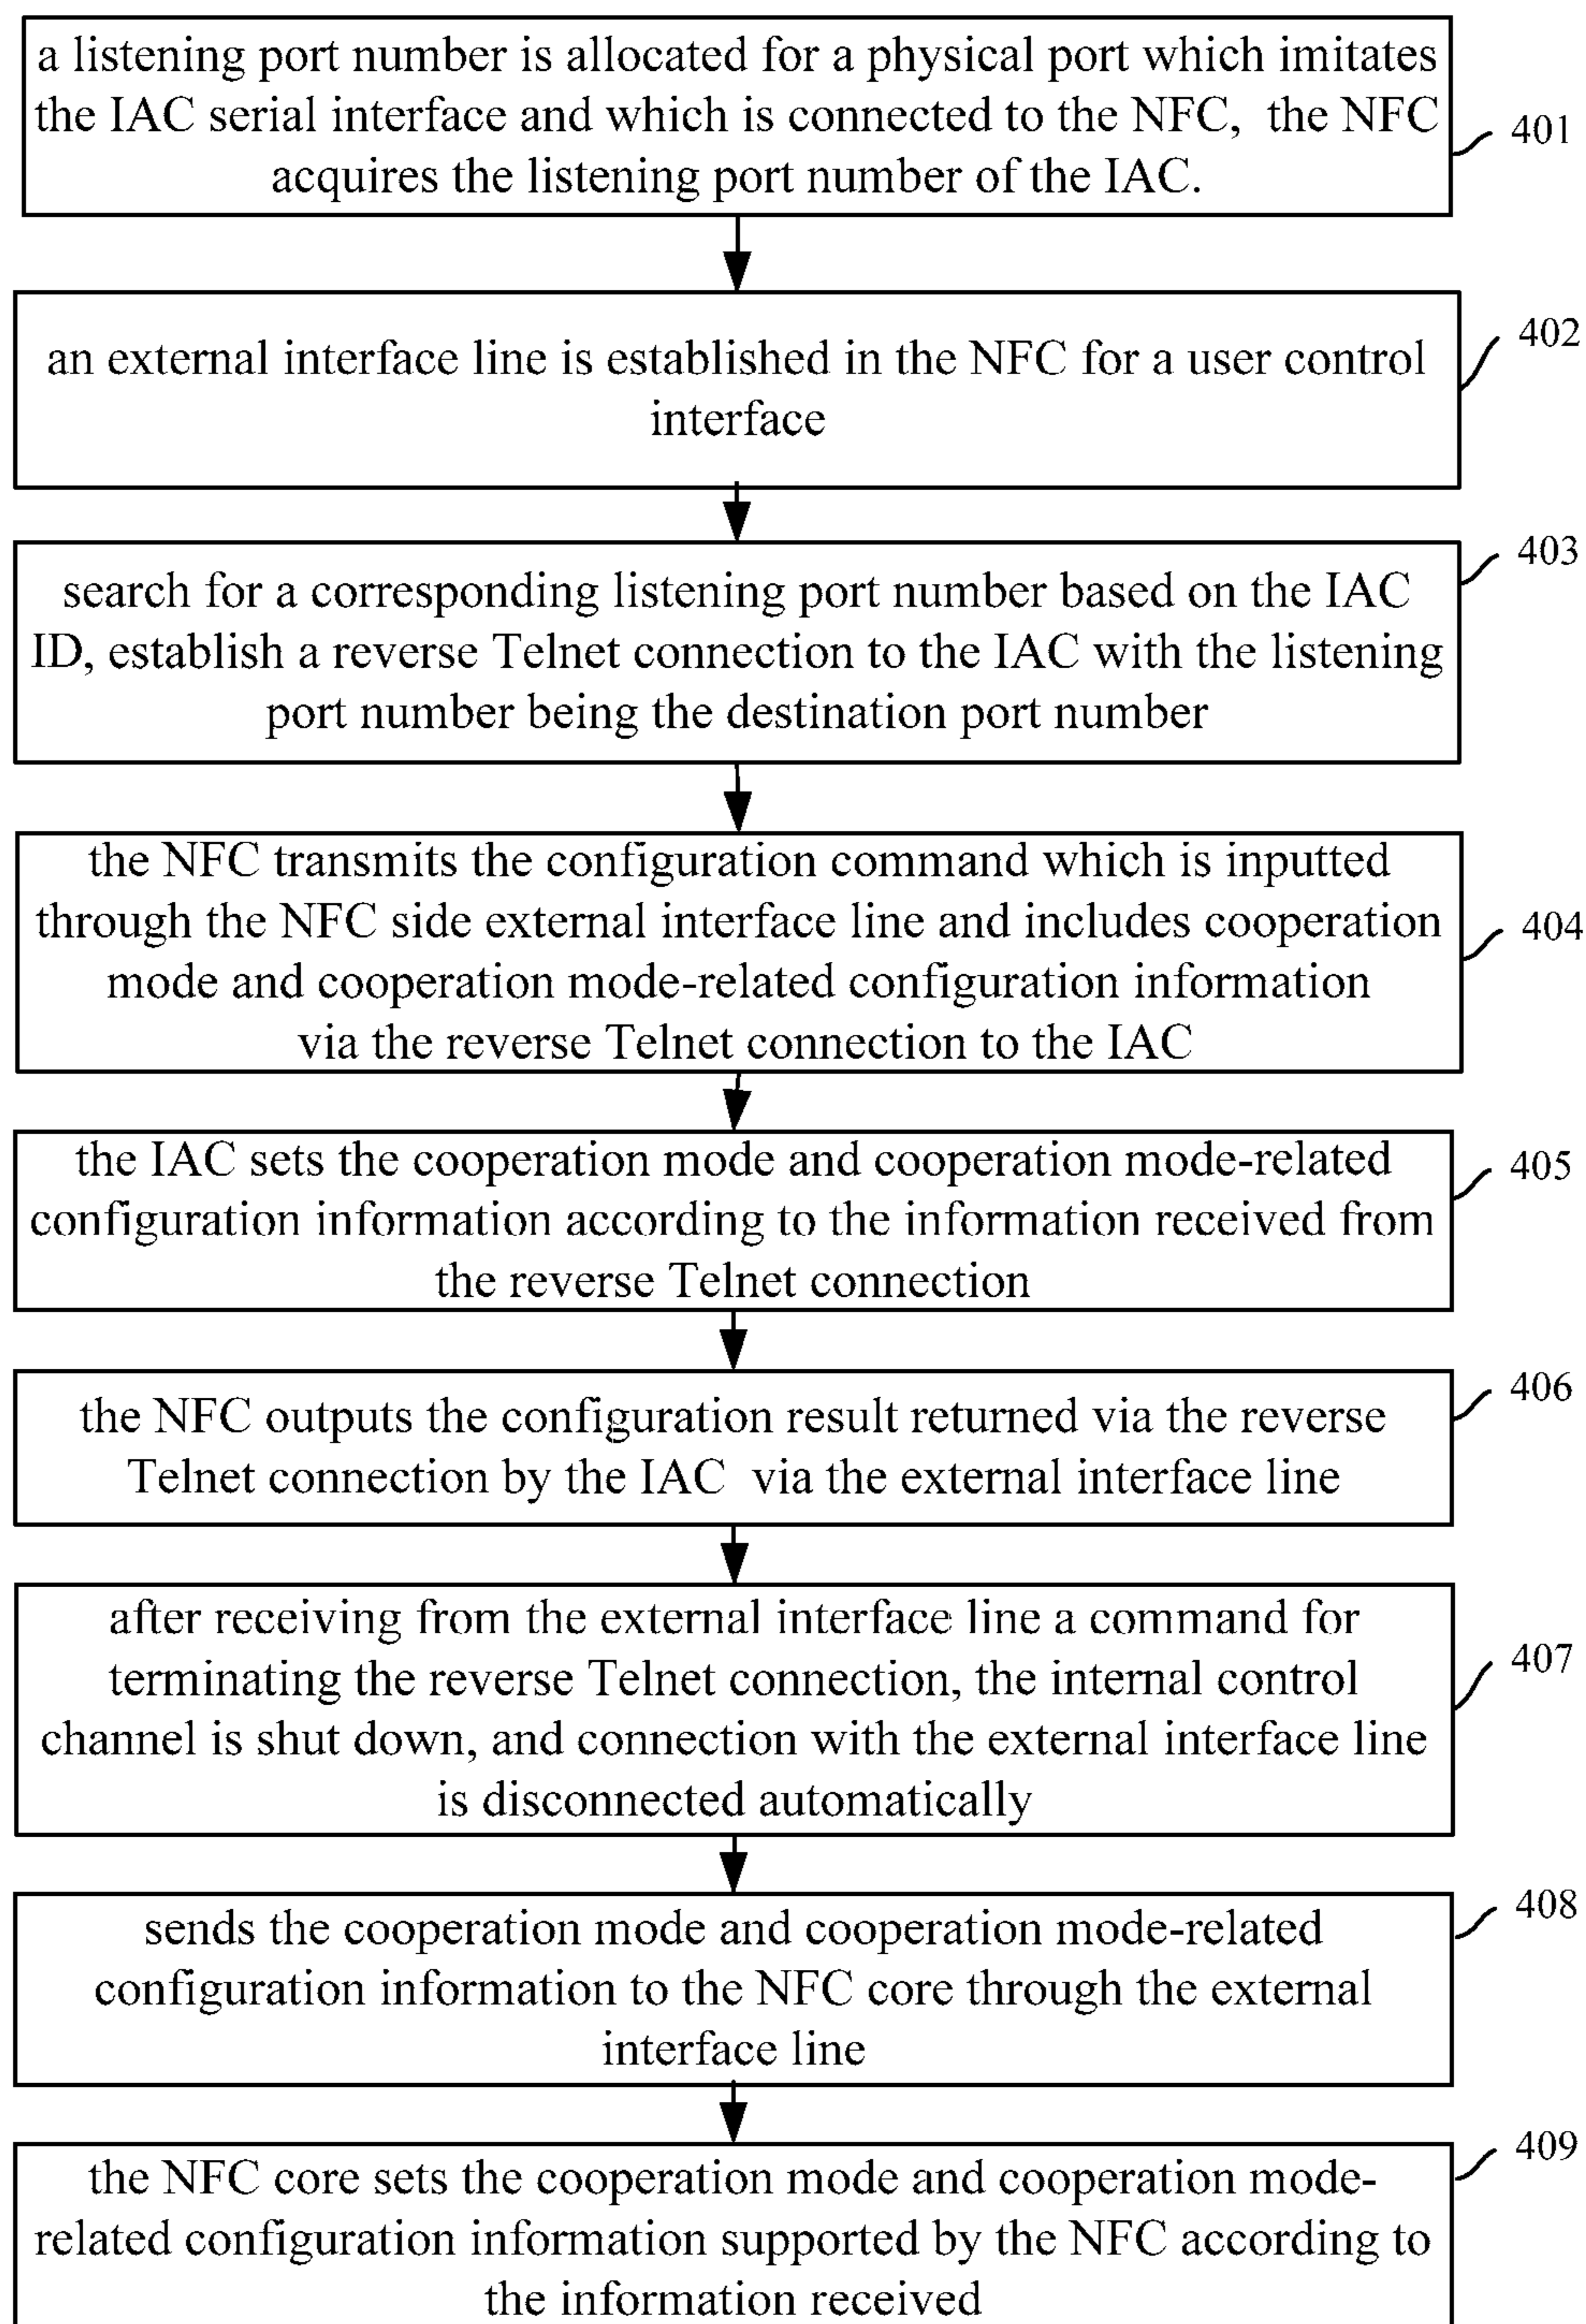 a listening port number is allocated for a physical port which imitates
the IAC serial interface and which is connected to the NFC, the NFC
acquires the listening port number of the IAC.
401
an external interface line is established in the NFC for a user control
interface
402
search for a corresponding listening port number based on the IAC
ID, establish a reverse Telnet connection to the IAC with the listening
port number being the destination port number
403
the NFC transmits the configuration command which is inputted
through the NFC side external interface line and includes cooperation
mode and cooperation mode-related configuration information
via the reverse Telnet connection to the IAC
404
the IAC sets the cooperation mode and cooperation mode-related
configuration information according to the information received from
the reverse Telnet connection
405
the NFC outputs the configuration result returned via the reverse
Telnet connection by the IAC via the external interface line
406
after receiving from the external interface line a command for
terminating the reverse Telnet connection, the internal control
channel is shut down, and connection with the external interface line
is disconnected automatically
407
sends the cooperation mode and cooperation mode-related
configuration information to the NFC core through the external
interface line
408
the NFC core sets the cooperation mode and cooperation mode-
related configuration information supported by the NFC according to
the information received
409